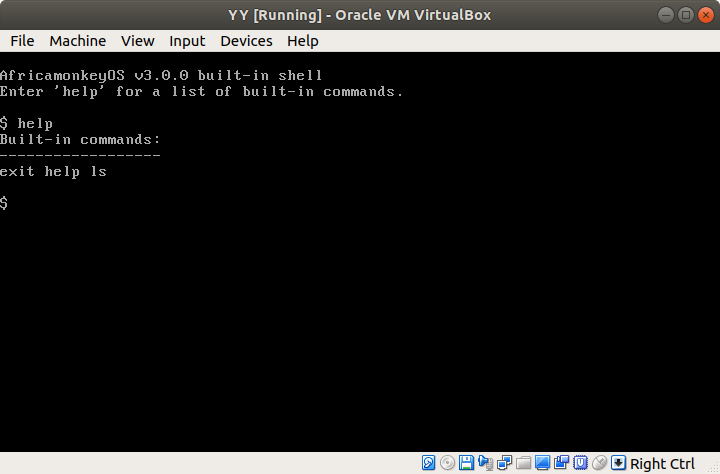 YY [Running] - Oracle VM VirtualBox
File Machine View Input Devices Help
AfricamonkeyOS v3.0.0 built-in shell
Enter 'help' for a list of built-in commands.
$ help
Built-in commands:
------------------
exit help ls
$
Right Ctrl